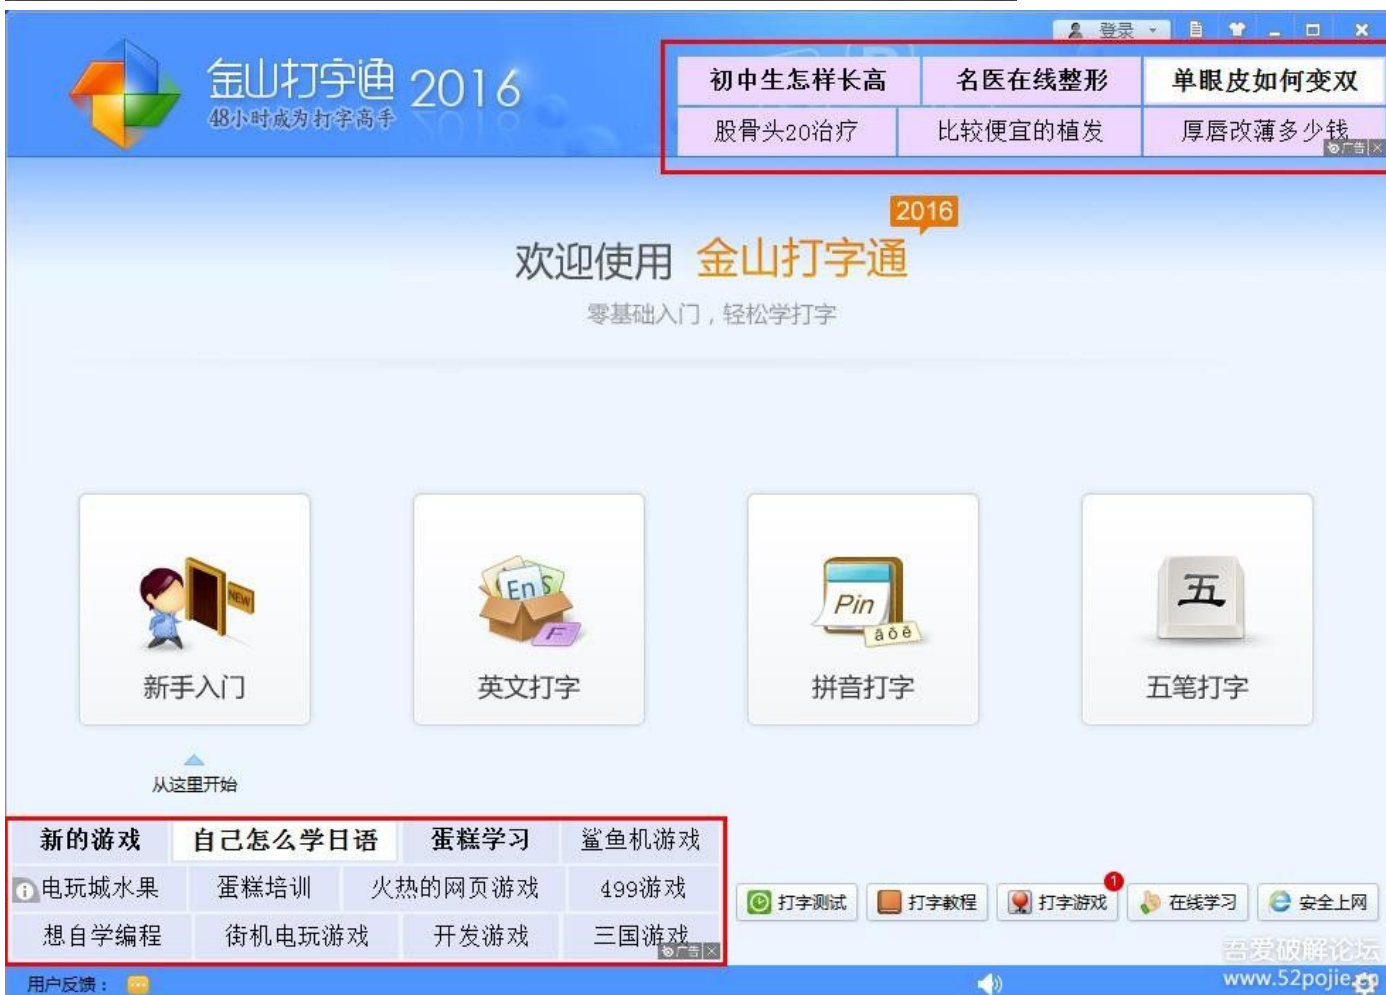 登录
金山打字通 2016
48小时成为打字高手
初中生怎样长高 名医在线整形 单眼皮如何变双
股骨头20治疗 比较便宜的植发 厚唇改薄多少钱
广告
2016
欢迎使用 金山打字通
零基础入门，轻松学打字
NEW
En S
F
Pin
āōě
五
新手入门 英文打字 拼音打字 五笔打字
从这里开始
新的游戏 自己怎么学日语 蛋糕学习 鲨鱼机游戏
电玩城水果 蛋糕培训 火热的网页游戏 499游戏
想自学编程 街机电玩游戏 开发游戏 三国游戏
广告
1
打字测试 打字教程 打字游戏 在线学习 安全上网
吾爱破解论坛
www.52pojie.cn
用户反馈：